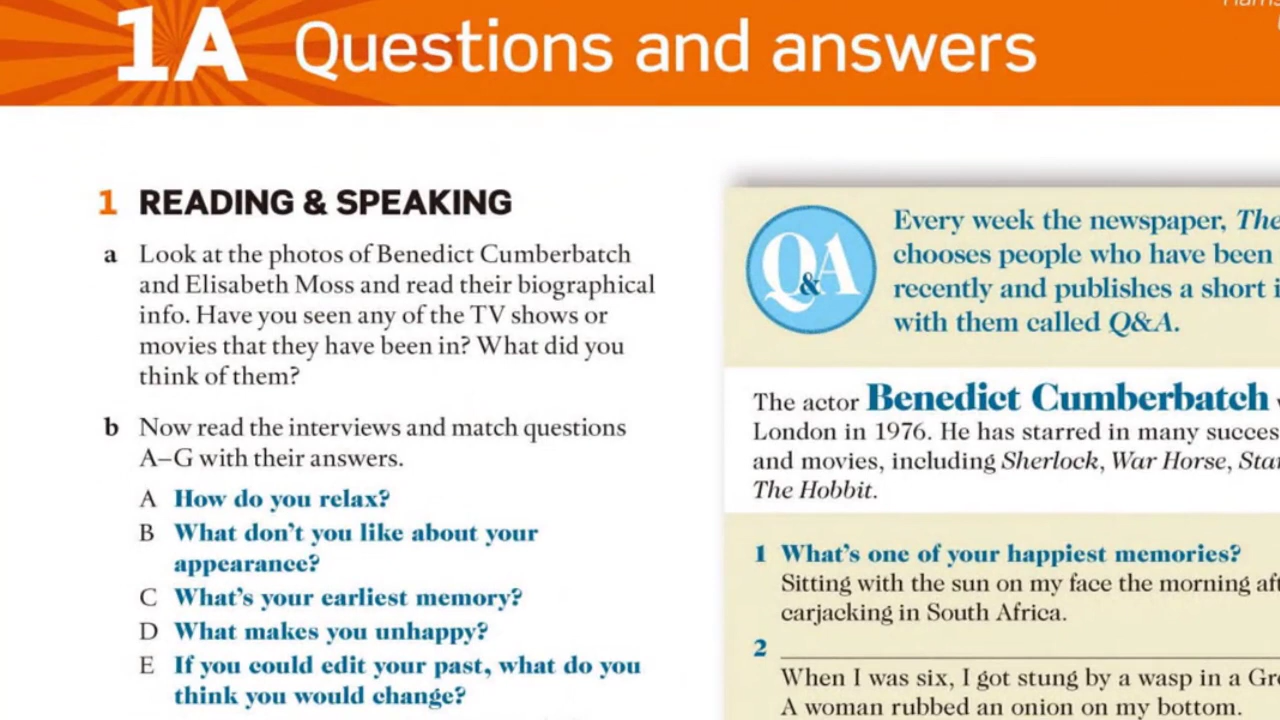 1A Questions and answers
1 READING & SPEAKING
a Look at the photos of Benedict Cumberbatch
and Elisabeth Moss and read their biographical
info. Have you seen any of the TV shows or
movies that they have been in? What did you
think of them?
b Now read the interviews and match questions
A–G with their answers.
A How do you relax?
B What don't you like about your
appearance?
C What's your earliest memory?
D What makes you unhappy?
E If you could edit your past, what do you
think you would change?
Q&A
Every week the newspaper, The
chooses people who have been
recently and publishes a short
with them called Q&A.
The actor Benedict Cumberbatch
London in 1976. He has starred in many
and movies, including Sherlock, War Horse,
The Hobbit.
1 What's one of your happiest memories?
Sitting with the sun on my face the morning
carjacking in South Africa.
2
When I was six, I got stung by a wasp in a
A woman rubbed an onion on my bottom.